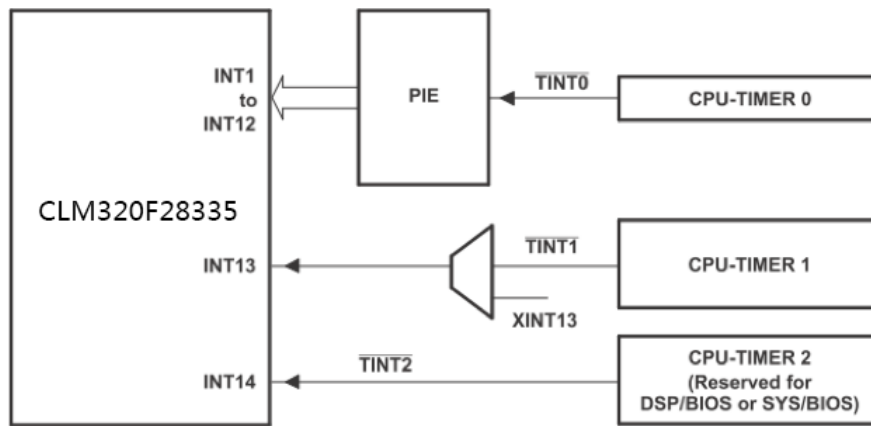 INT1
to
INT12
PIE
TINT0
CPU-TIMER 0
CLM320F28335
INT13
TINT1
CPU-TIMER 1
XINT13
INT14
TINT2
CPU-TIMER 2
(Reserved for
DSP/BIOS or SYS/BIOS)